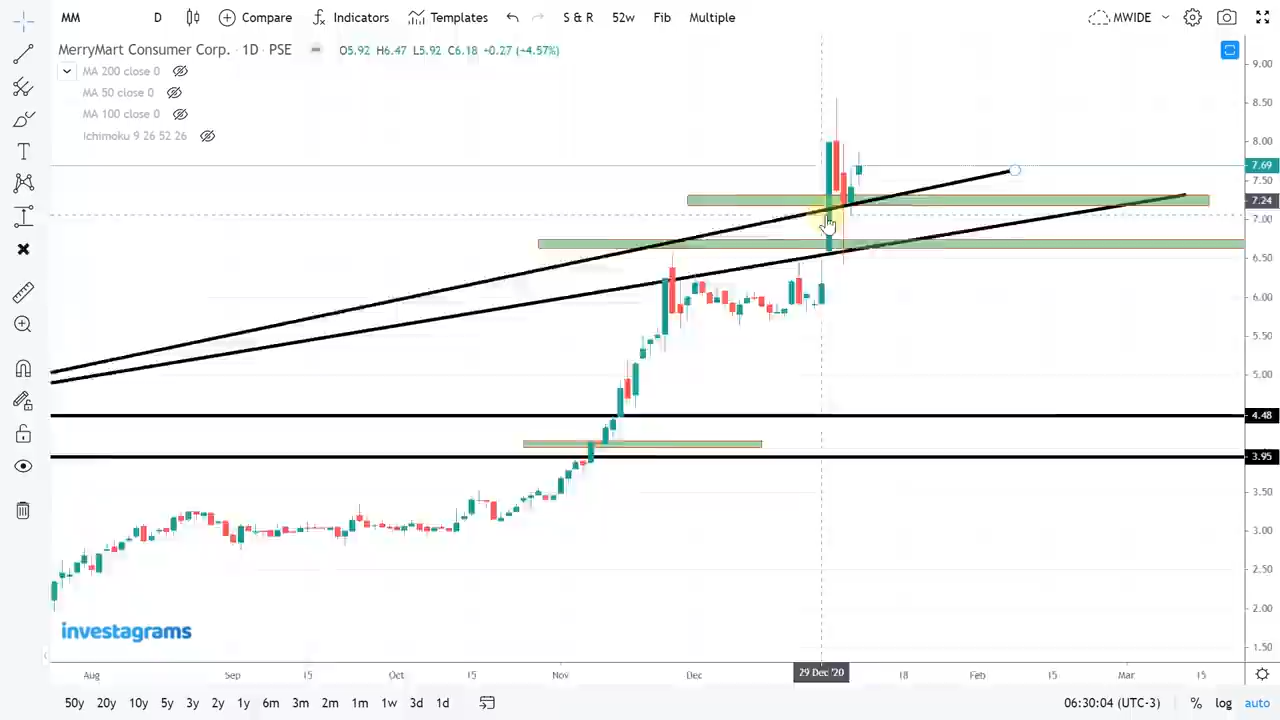 MM D Compare Indicators Templates S & R 52w Fib Multiple MWIDE
MerryMart Consumer Corp. · 1D · PSE O5.92 H6.47 L5.92 C6.18 +0.27 (+4.57%)
MA 200 close 0
MA 50 close 0
MA 100 close 0
Ichimoku 9 26 52 26
9.00
8.50
8.00
7.69
7.50
7.24
7.00
6.50
6.00
5.50
5.00
4.48
3.95
3.50
3.00
2.50
2.00
1.50
investagrams
Aug Sep 15 Oct 15 Nov Dec 29 Dec '20 18 Feb 15 Mar 15
50y 20y 10y 5y 3y 2y 1y 6m 3m 2m 1m 1w 3d 1d 06:30:04 (UTC-3) % log auto